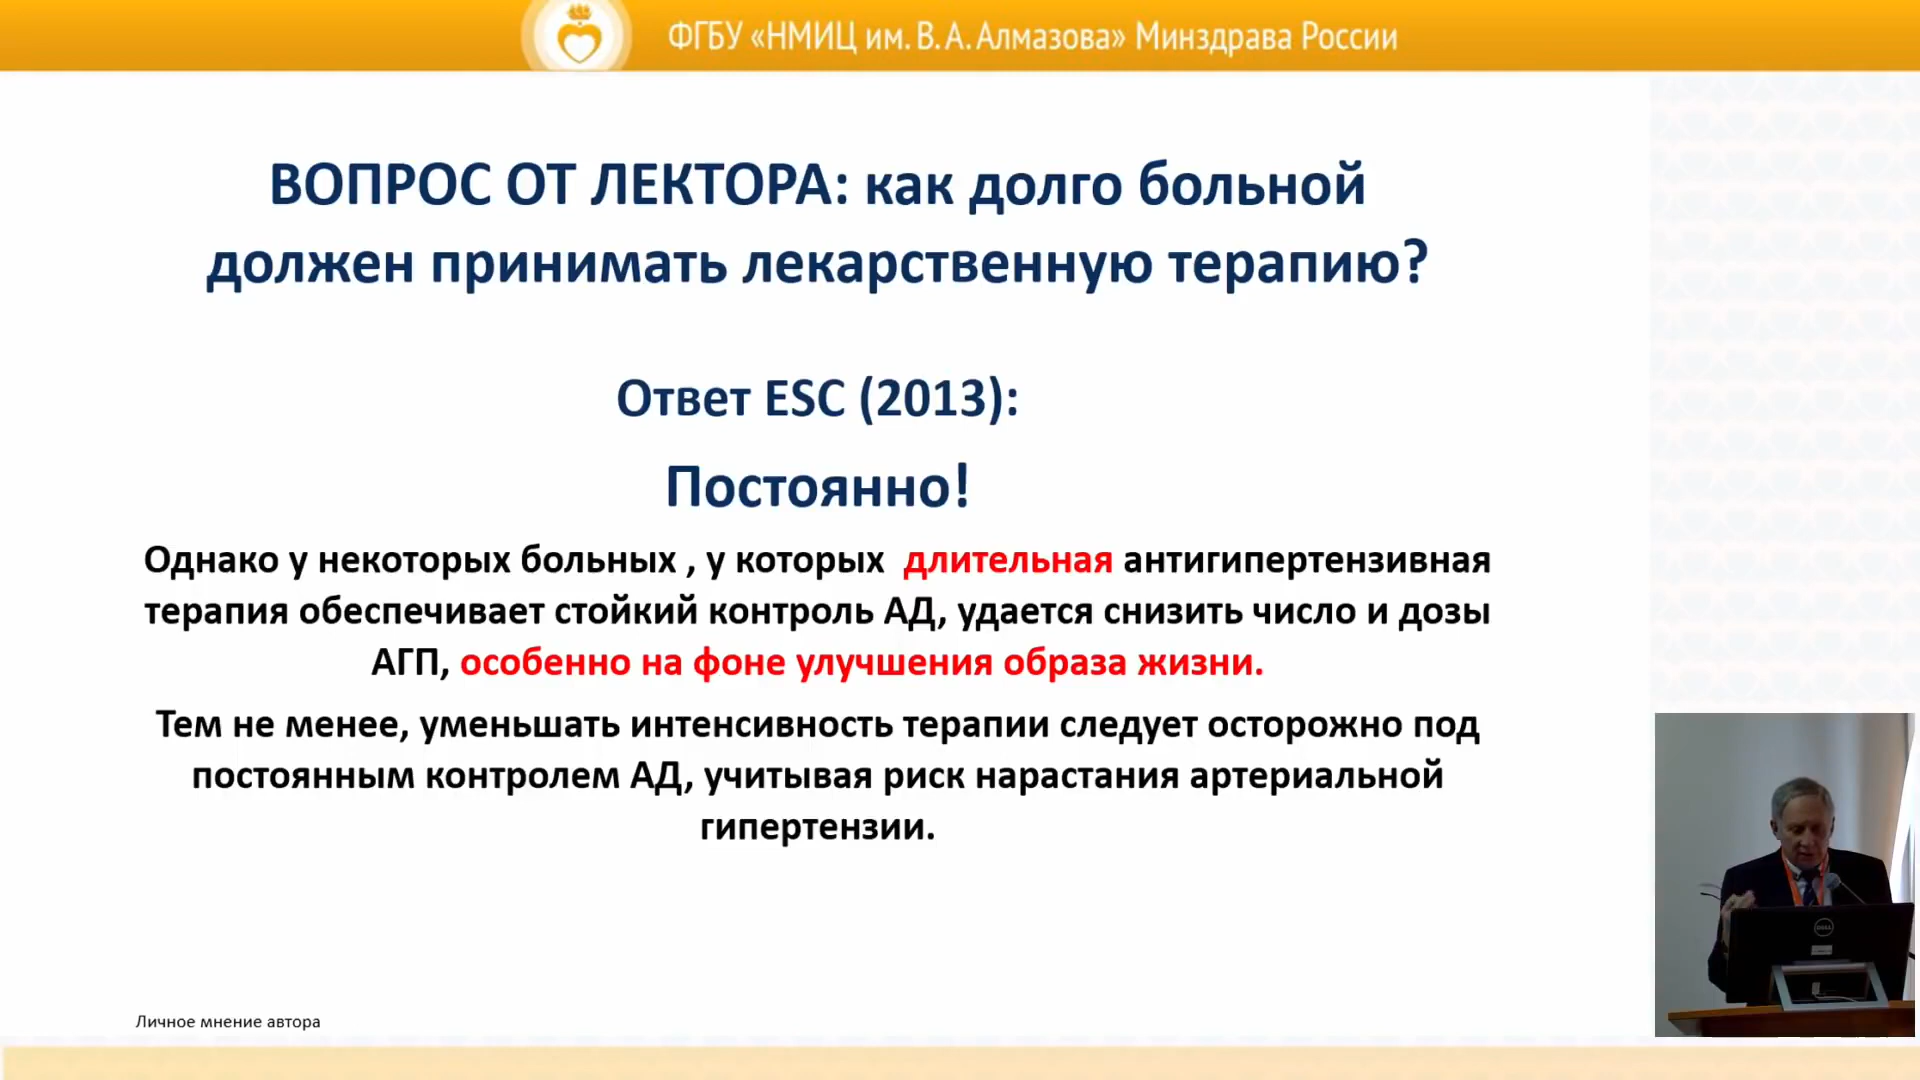 ФГБУ «НМИЦ им. В. А. Алмазова» Минздрава России
ВОПРОС ОТ ЛЕКТОРА: как долго больной
должен принимать лекарственную терапию?
Ответ ESC (2013):
Постоянно!
Однако у некоторых больных , у которых длительная антигипертензивная
терапия обеспечивает стойкий контроль АД, удается снизить число и дозы
АГП, особенно на фоне улучшения образа жизни.
Тем не менее, уменьшать интенсивность терапии следует осторожно под
постоянным контролем АД, учитывая риск нарастания артериальной
гипертензии.
DELL
Личное мнение автора